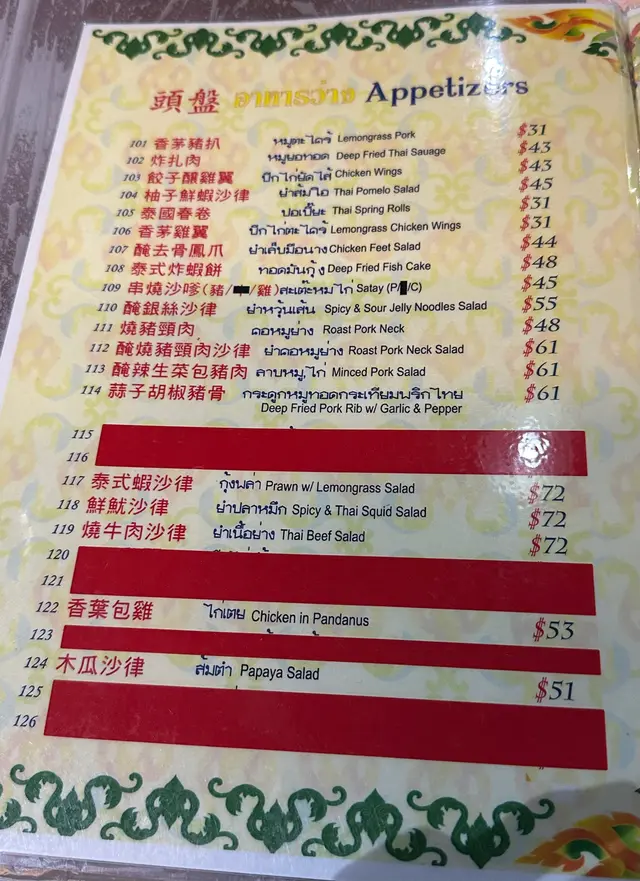 頭盤 อาหารว่าง Appetizers
101 香茅豬扒 หมูตะไคร้ Lemongrass Pork $31
102 炸扎肉 หมูยอทอด Deep Fried Thai Sauage $43
103 餃子釀雞翼 ปีกไก่ยัดไส้ Chicken Wings $43
104 柚子鮮蝦沙律 ยำส้มโอ Thai Pomelo Salad $45
105 泰國春卷 ปอเปี๊ยะ Thai Spring Rolls $31
106 香茅雞翼 ปีกไก่ตะไคร้ Lemongrass Chicken Wings $31
107 醃去骨鳳爪 ยำเล็บมือนาง Chicken Feet Salad $44
108 泰式炸蝦餅 ทอดมันกุ้ง Deep Fried Fish Cake $48
109 串燒沙嗲(豬/ /雞) สะเต๊ะหมูไก่ Satay (P/ /C) $45
110 醃銀絲沙律 ยำหวุ้นเส้น Spicy & Sour Jelly Noodles Salad $55
111 燒豬頸肉 คอหมูย่าง Roast Pork Neck $48
112 醃燒豬頸肉沙律 ยำคอหมูย่าง Roast Pork Neck Salad $61
113 醃辣生菜包豬肉 ลาบหมู,ไก่ Minced Pork Salad $61
114 蒜子胡椒豬骨 กระดูกหมูทอดกระเทียมพริกไทย $61
Deep Fried Pork Rib w/ Garlic & Pepper
115
116
117 泰式蝦沙律 กุ้งพล่า Prawn w/ Lemongrass Salad $72
118 鮮魷沙律 ยำปลาหมึก Spicy & Thai Squid Salad $72
119 燒牛肉沙律 ยำเนื้อย่าง Thai Beef Salad $72
120
121
122 香葉包雞 ไก่เตย Chicken in Pandanus $53
123
124 木瓜沙律 ส้มตำ Papaya Salad $51
125
126